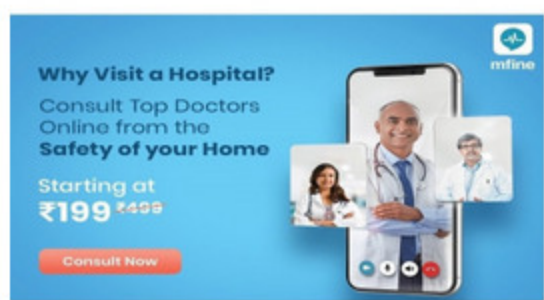 mfine
Why Visit a Hospital?
Consult Top Doctors
Online from the
Safety of your Home
Starting at
₹199 ₹499
Consult Now